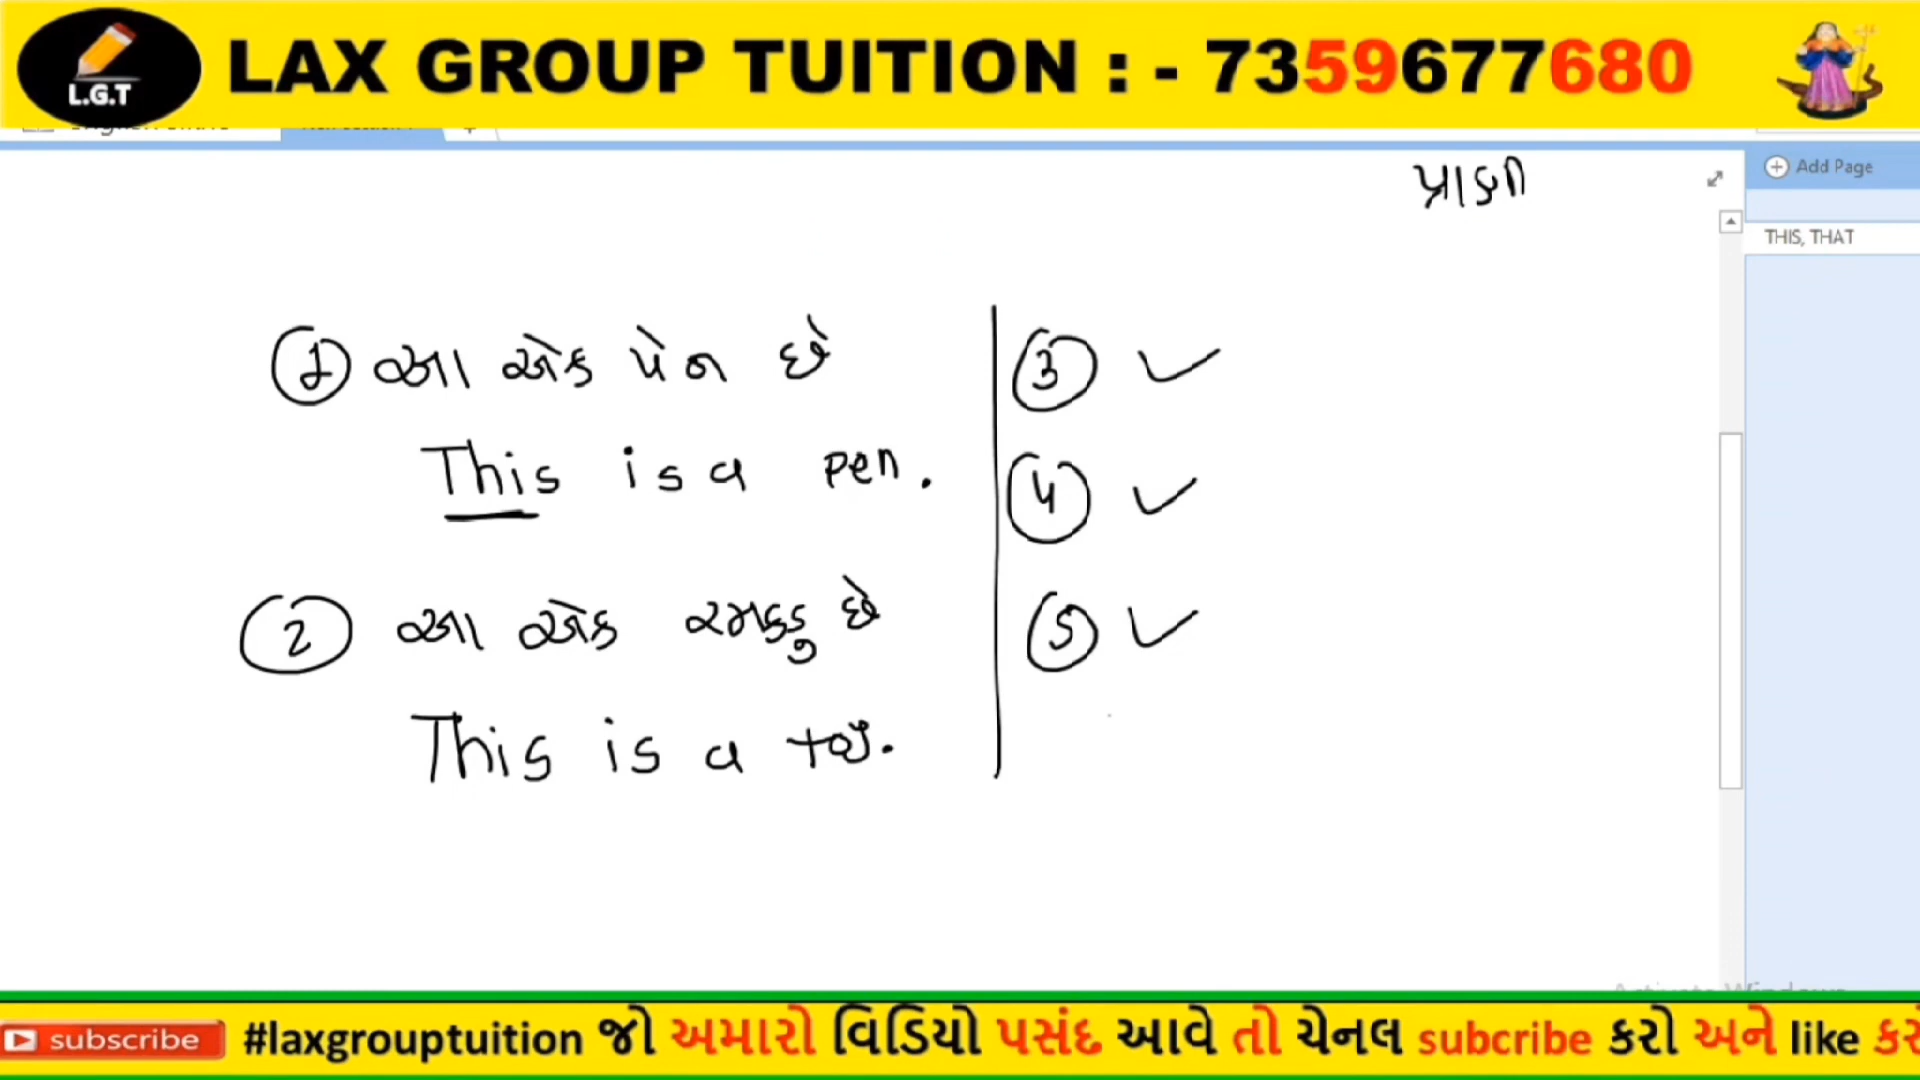 LAX GROUP TUITION : - 7359677680
L.G.T
Add Page
THIS, THAT
1 આ એક પેન છે
This is a pen.
2 આ એક રમકડુ છે
This is a toy.
3
4
5
subscribe #laxgrouptuition જો અમારો વિડિયો પસંદ આવે તો ચેનલ subcribe કરો અને like